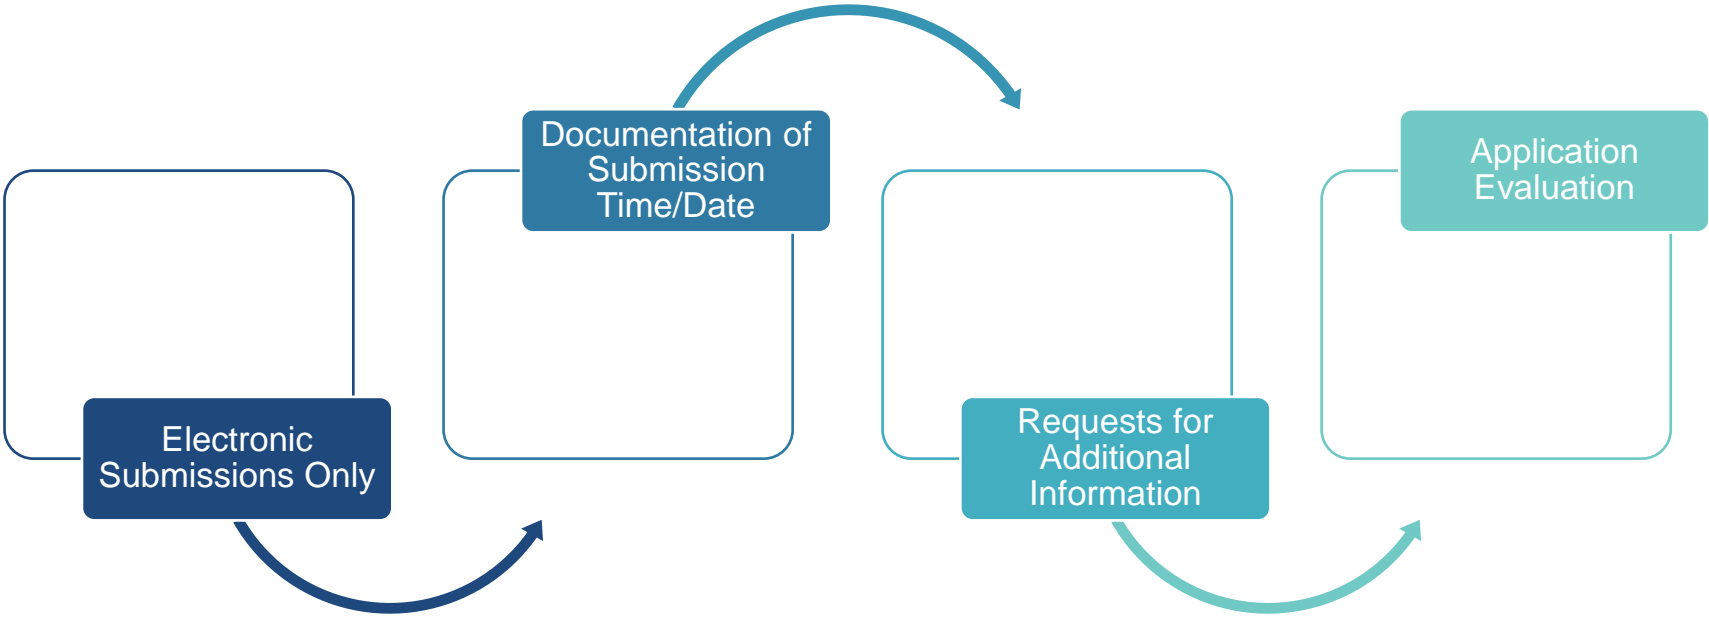 Electronic
Submissions Only
Documentation of
Submission
Time/Date
Requests for
Additional
Information
Application
Evaluation